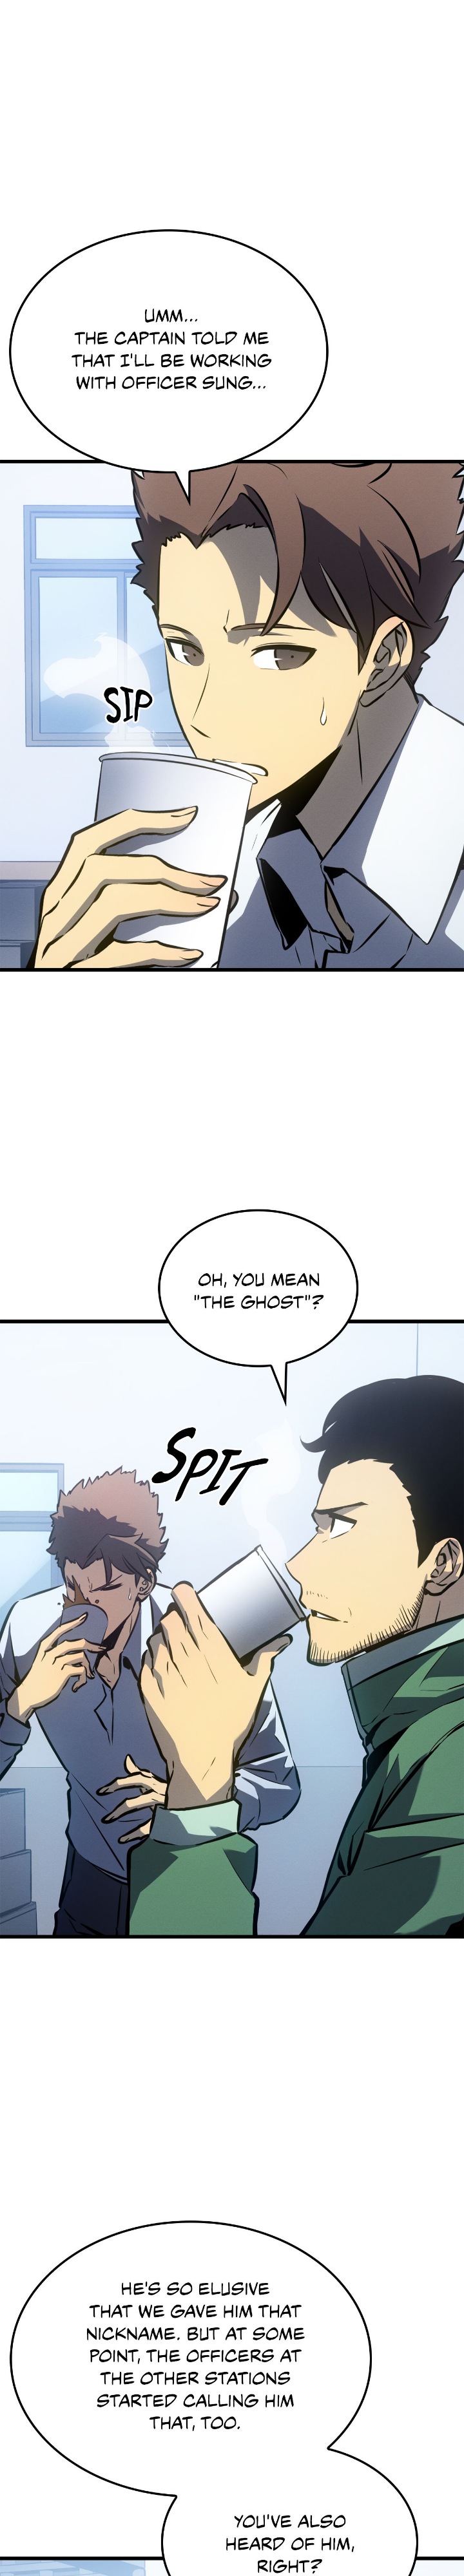 UMM...
THE CAPTAIN TOLD ME
THAT I'LL BE WORKING
WITH OFFICER SUNG...
SIP
OH, YOU MEAN
"THE GHOST"?
SPIT
HE'S SO ELUSIVE
THAT WE GAVE HIM THAT
NICKNAME. BUT AT SOME
POINT, THE OFFICERS AT
THE OTHER STATIONS
STARTED CALLING HIM
THAT, TOO.
YOU'VE ALSO
HEARD OF HIM,
RIGHT?